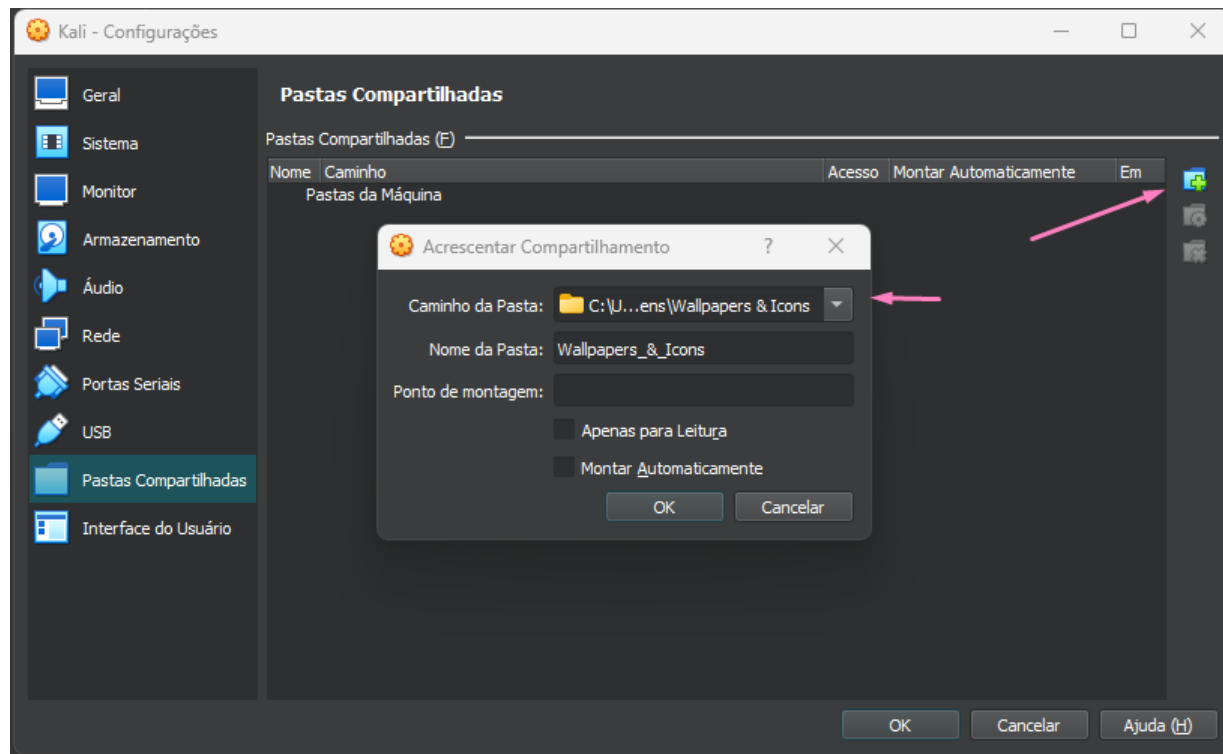 Kali - Configurações
Geral
Sistema
Monitor
Armazenamento
Áudio
Rede
Portas Seriais
USB
Pastas Compartilhadas
Interface do Usuário
Pastas Compartilhadas
Pastas Compartilhadas (F)
Nome Caminho Acesso Montar Automaticamente Em
Pastas da Máquina
Acrescentar Compartilhamento ?
Caminho da Pasta: C:\U...ens\Wallpapers & Icons
Nome da Pasta: Wallpapers_&_Icons
Ponto de montagem:
Apenas para Leitura
Montar Automaticamente
OK Cancelar
OK Cancelar Ajuda (H)